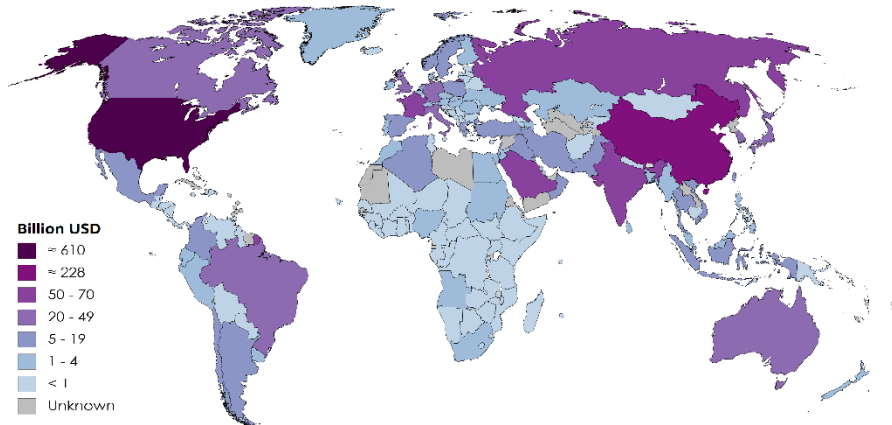 Billion USD
≈ 610
≈ 228
50 - 70
20 - 49
5 - 19
1 - 4
< 1
Unknown